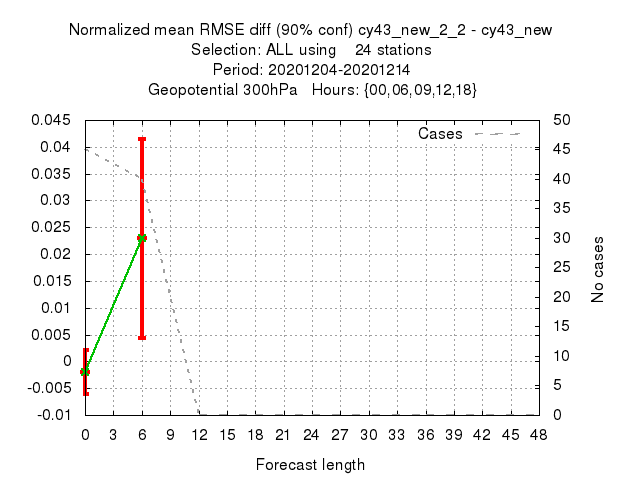 Normalized mean RMSE diff (90% conf) cy43_new_2_2 - cy43_new
Selection: ALL using 24 stations
Period: 20201204-20201214
Geopotential 300hPa Hours: {00,06,09,12,18}
Cases
0.045
0.04
0.035
0.03
0.025
0.02
0.015
0.01
0.005
0
-0.005
-0.01
50
45
40
35
30
25
20
15
10
5
0
No cases
0 3 6 9 12 15 18 21 24 27 30 33 36 39 42 45 48
Forecast length